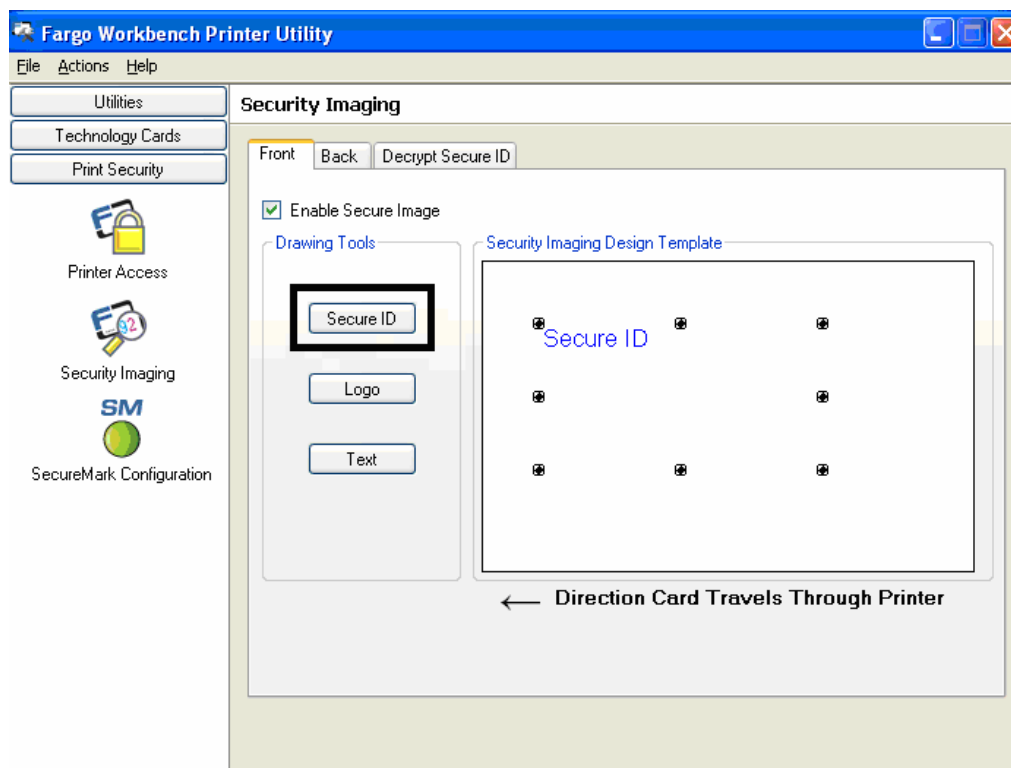 Fargo Workbench Printer Utility
File Actions Help
Utilities
Technology Cards
Print Security
Printer Access
Security Imaging
SM
SecureMark Configuration
Security Imaging
Front Back Decrypt Secure ID
Enable Secure Image
Drawing Tools
Secure ID
Logo
Text
Security Imaging Design Template
Secure ID
← Direction Card Travels Through Printer